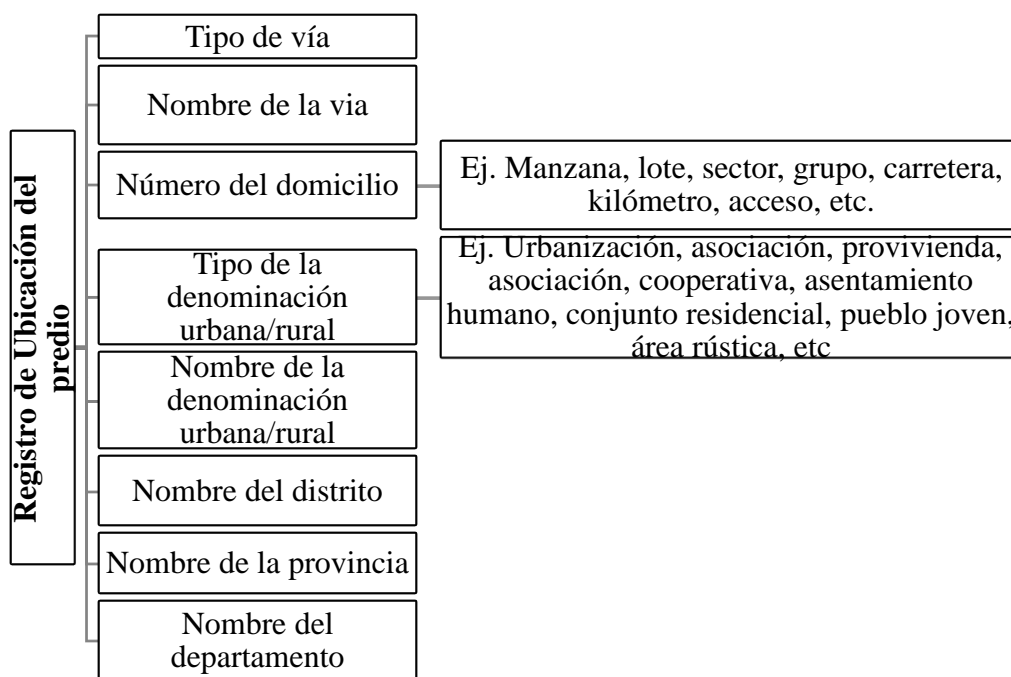 Registro de Ubicación del
predio
Tipo de vía
Nombre de la via
Número del domicilio
Ej. Manzana, lote, sector, grupo, carretera,
kilómetro, acceso, etc.
Tipo de la
denominación
urbana/rural
Ej. Urbanización, asociación, provivienda,
asociación, cooperativa, asentamiento
humano, conjunto residencial, pueblo joven,
área rústica, etc
Nombre de la
denominación
urbana/rural
Nombre del distrito
Nombre de la provincia
Nombre del
departamento